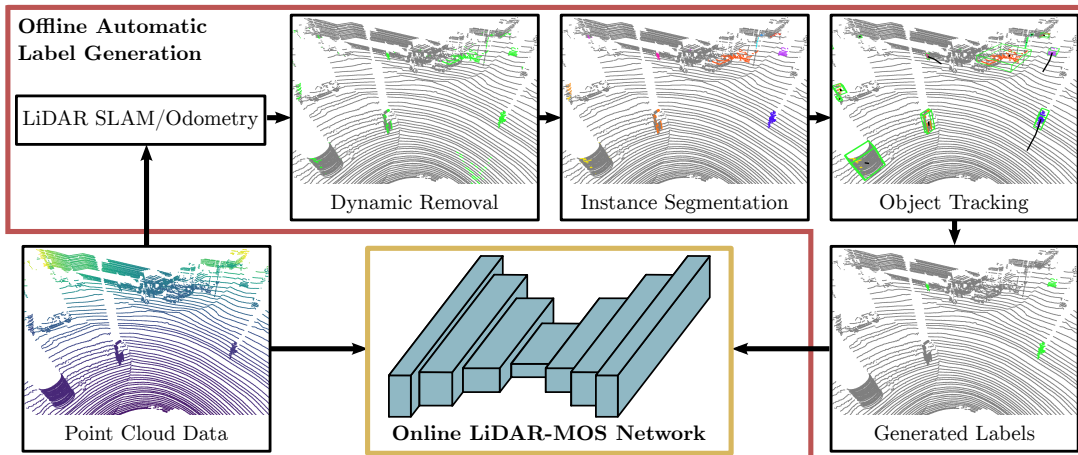 Offline Automatic
Label Generation
LiDAR SLAM/Odometry
Dynamic Removal
Instance Segmentation
Object Tracking
Point Cloud Data
Online LiDAR-MOS Network
Generated Labels